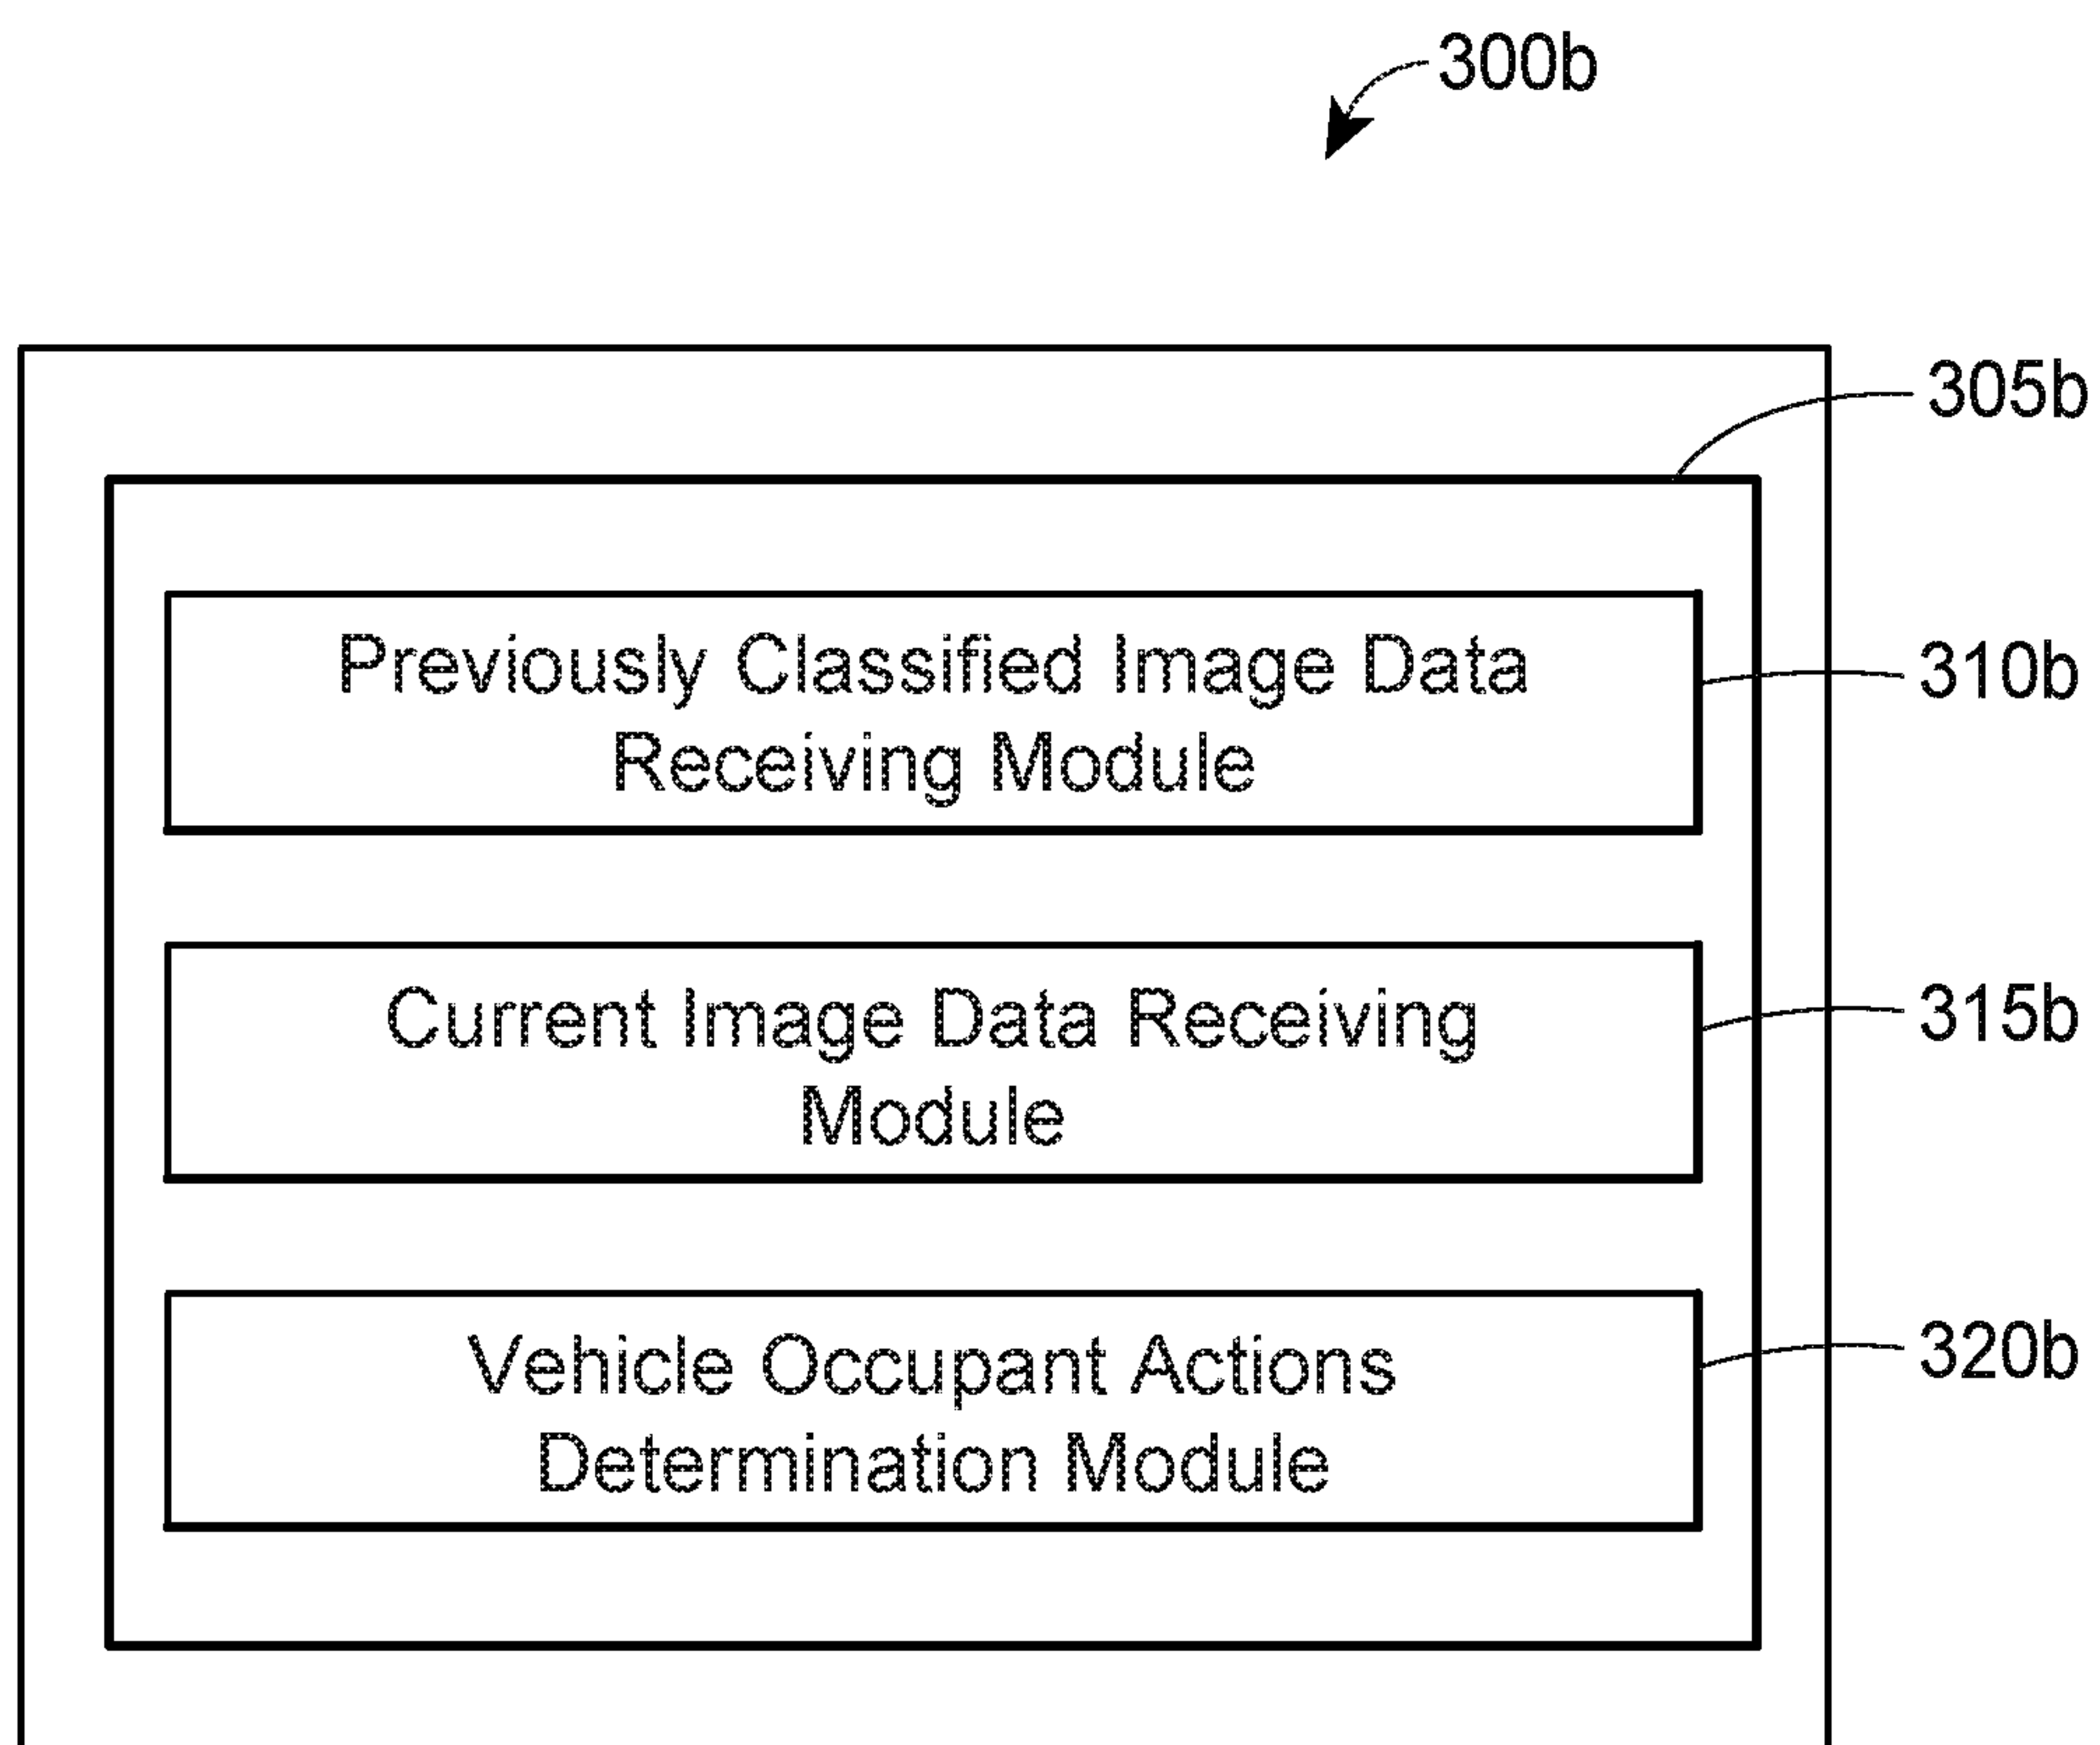 300b
305b
Previously Classified Image Data
Receiving Module
310b
Current Image Data Receiving
Module
315b
Vehicle Occupant Actions
Determination Module
320b